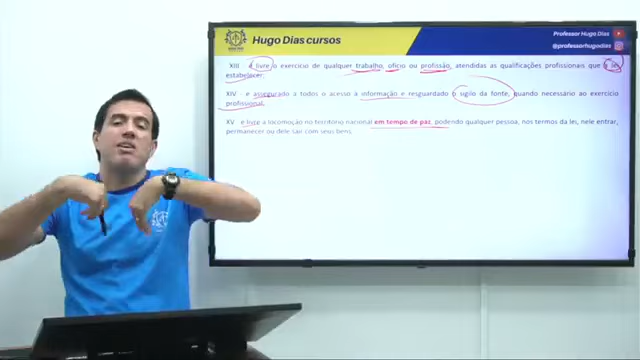 Hugo Dias cursos
Professor Hugo Dias
@professorhugodias
XIII - é livre o exercício de qualquer trabalho, ofício ou profissão, atendidas as qualificações profissionais que a lei
estabelecer;
XIV - é assegurado a todos o acesso à informação e resguardado o sigilo da fonte, quando necessário ao exercício
profissional;
XV - é livre a locomoção no território nacional em tempo de paz, podendo qualquer pessoa, nos termos da lei, nele entrar,
permanecer ou dele sair com seus bens;